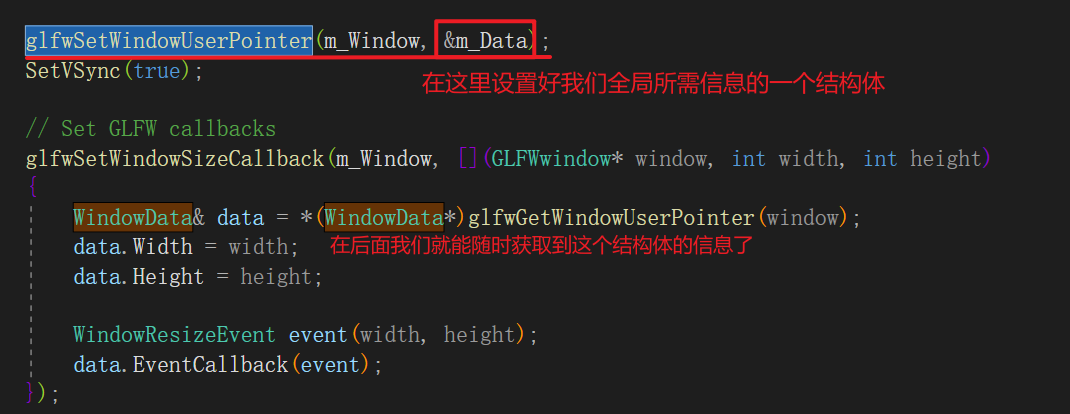 glfwSetWindowUserPointer(m_Window, &m_Data);
SetVSync(true);
在这里设置好我们全局所需信息的一个结构体
// Set GLFW callbacks
glfwSetWindowSizeCallback(m_Window, [](GLFWwindow* window, int width, int height)
{
WindowData& data = *(WindowData*)glfwGetWindowUserPointer(window);
data.Width = width;
在后面我们就能随时获取到这个结构体的信息了
data.Height = height;
WindowResizeEvent event(width, height);
data.EventCallback(event);
});